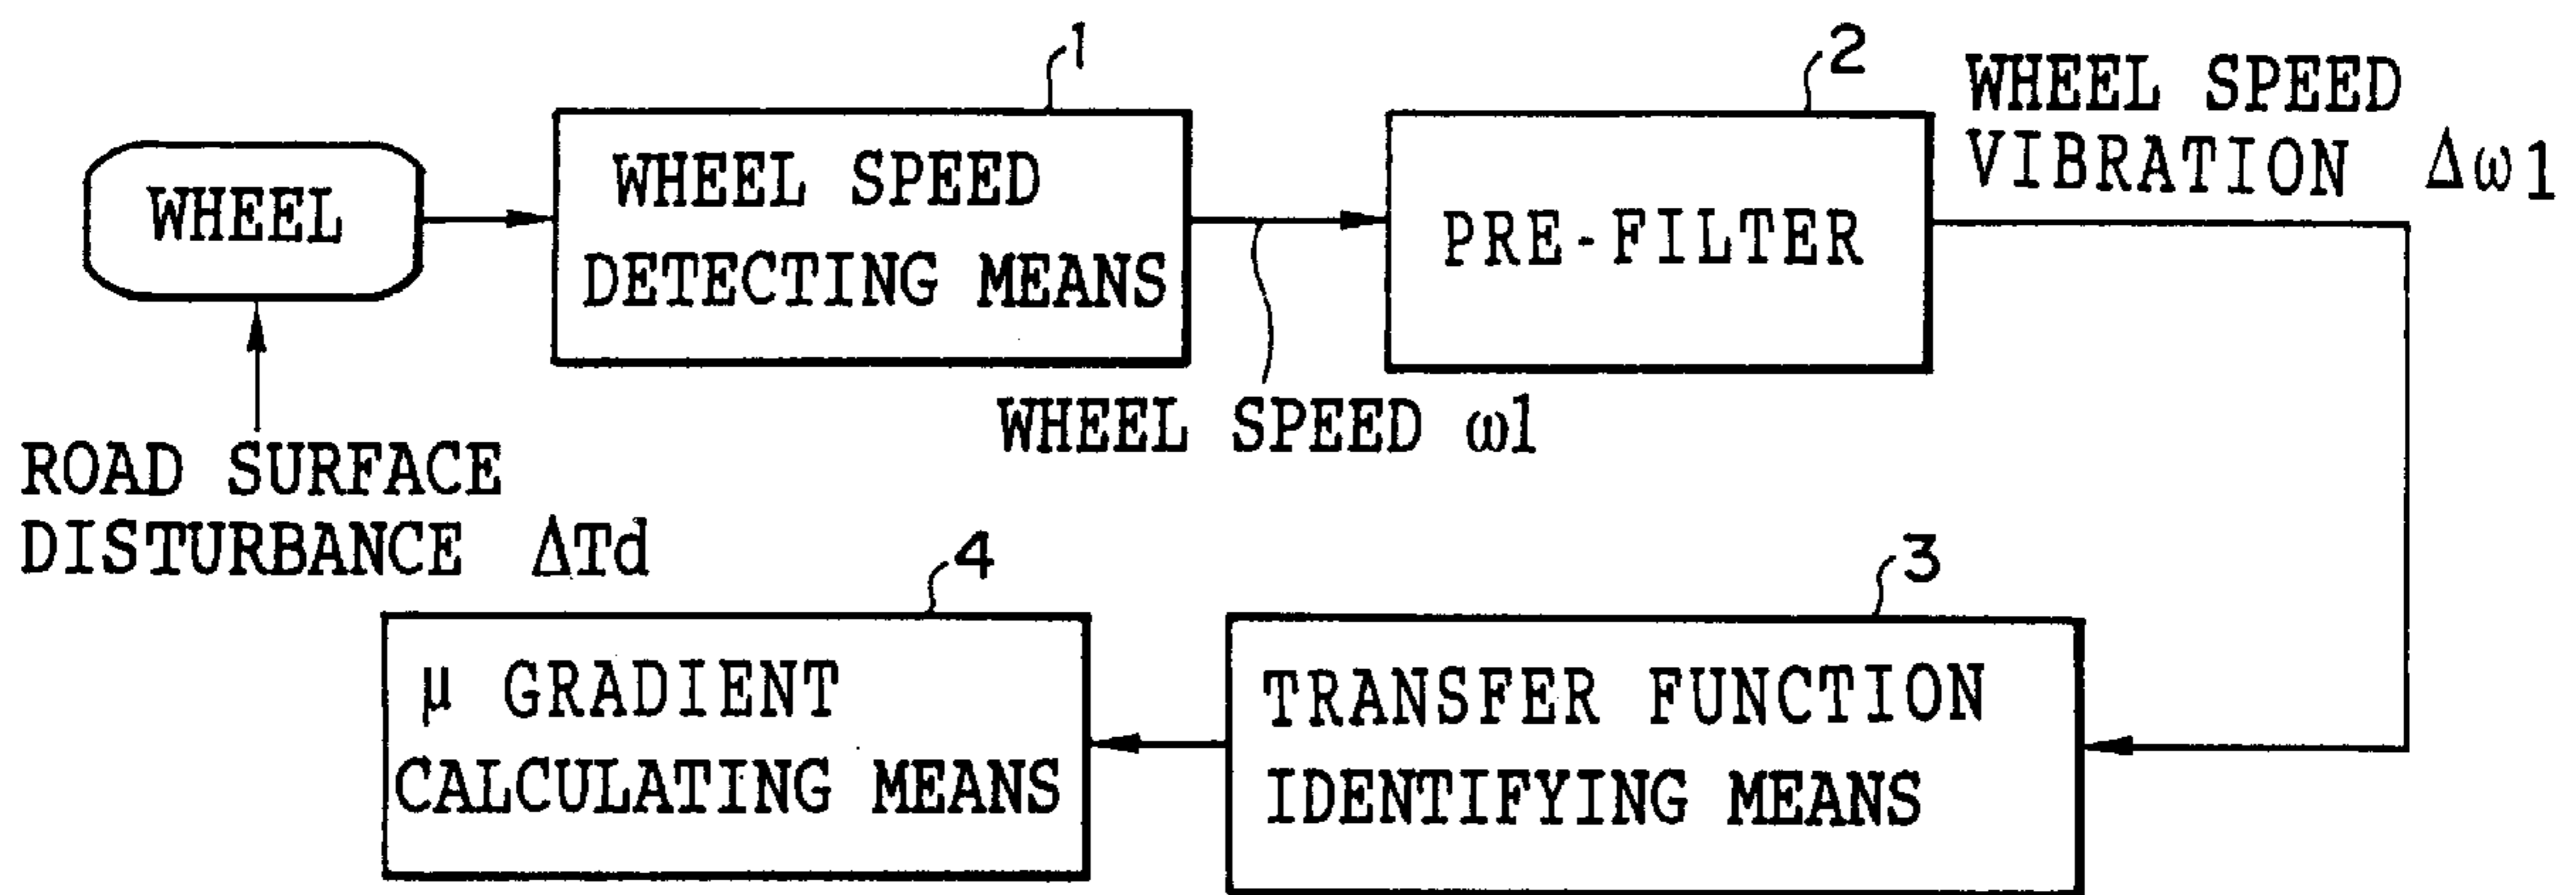 1
2
WHEEL SPEED
VIBRATION Δω1
WHEEL
WHEEL SPEED
DETECTING MEANS
PRE-FILTER
WHEEL SPEED ω1
ROAD SURFACE
DISTURBANCE ΔTd
4
3
μ GRADIENT
CALCULATING MEANS
TRANSFER FUNCTION
IDENTIFYING MEANS